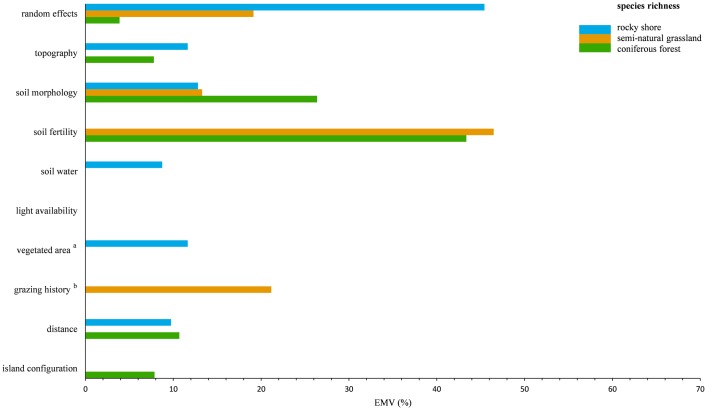 species richness
rocky shore
semi-natural grassland
coniferous forest
random effects
topography
soil morphology
soil fertility
soil water
light availability
vegetated area a
grazing history b
distance
island configuration
0 10 20 30 40 50 60 70
EMV (%)